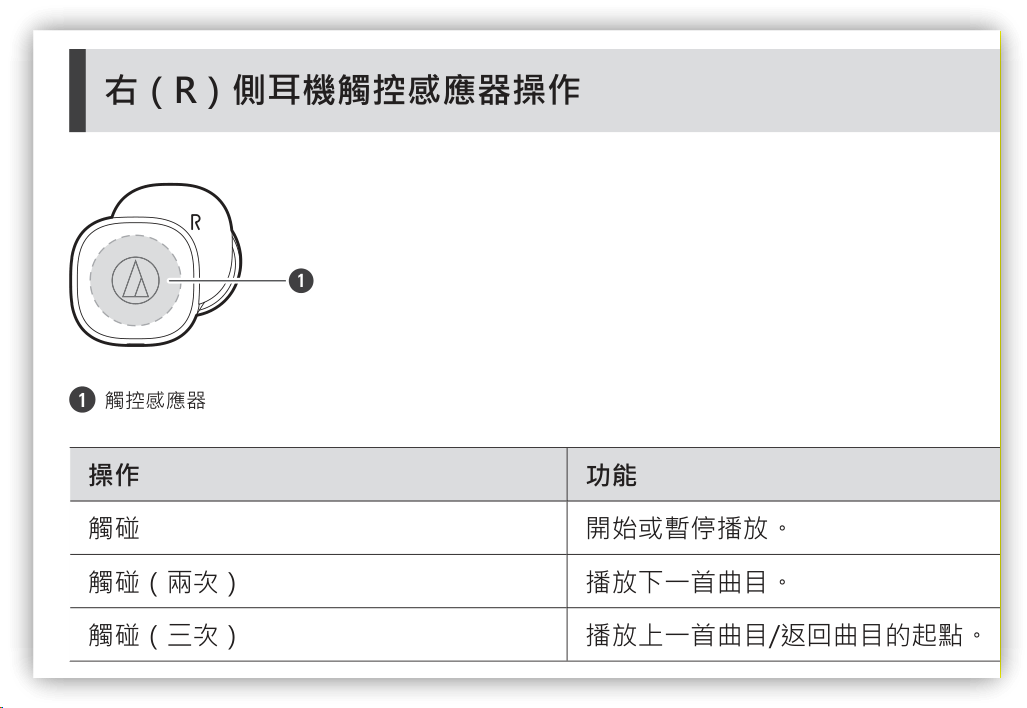 右（R）側耳機觸控感應器操作
R
1
1 觸控感應器
操作 功能
觸碰 開始或暫停播放。
觸碰（兩次） 播放下一首曲目。
觸碰（三次） 播放上一首曲目/返回曲目的起點。